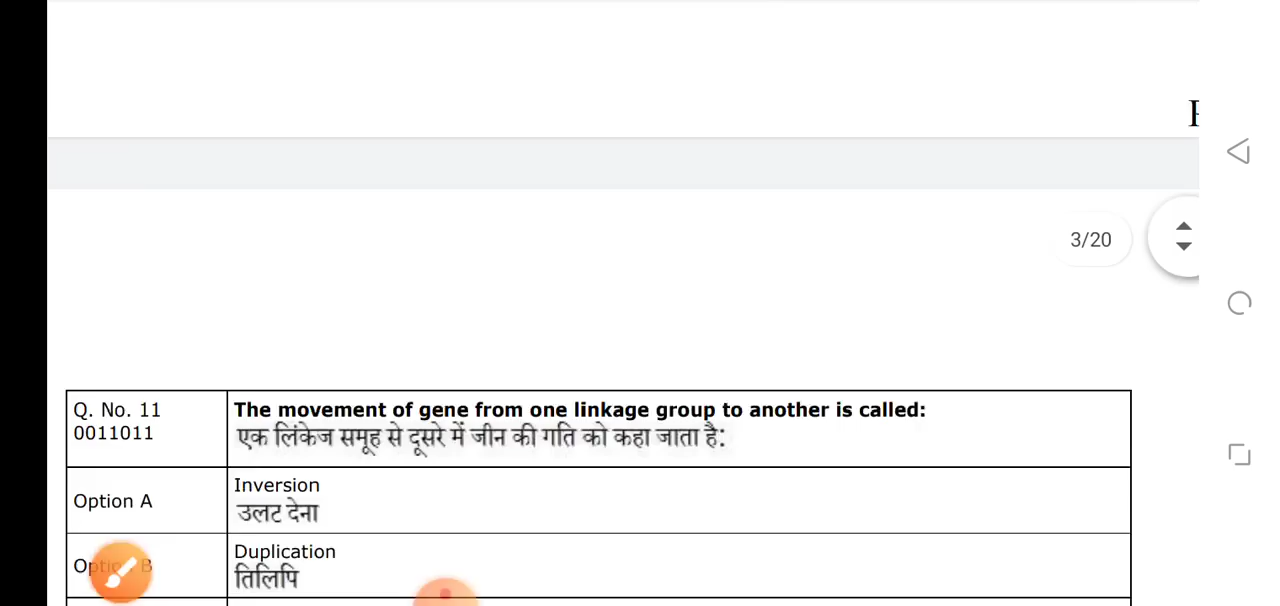 3/20
Q. No. 11
0011011
The movement of gene from one linkage group to another is called:
एक लिंकेज समूह से दूसरे में जीन की गति को कहा जाता है:
Option A
Inversion
उलट देना
Option B
Duplication
तिलिपि